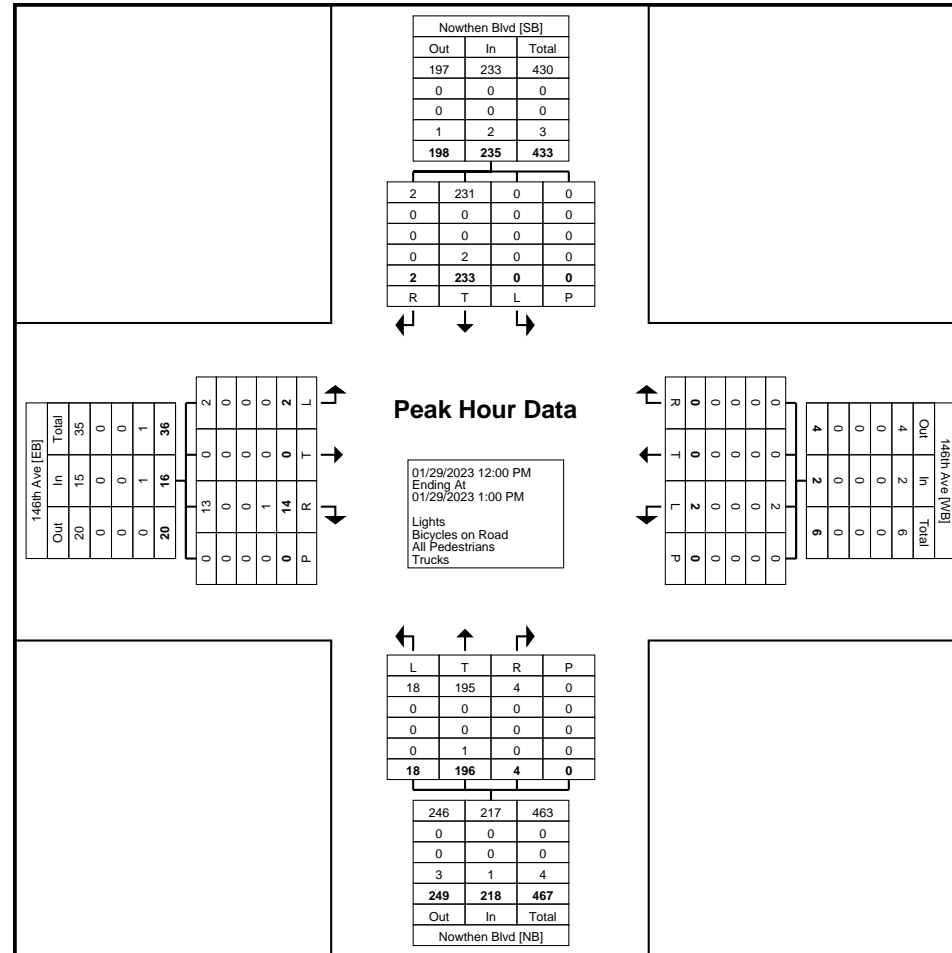 Nowthen Blvd [SB]
Out In Total
197 233 430
0 0 0
0 0 0
1 2 3
198 235 433
2 231 0 0
0 0 0 0
0 0 0 0
0 2 0 0
2 233 0 0
R T L P
146th Ave [EB]
Total 35 0 0 1 36
In 15 0 0 1 16
Out 20 0 0 0 20
2 0 0 0 2 L
0 0 0 0 0 T
13 0 0 1 14 R
0 0 0 0 0 P
Peak Hour Data
01/29/2023 12:00 PM
Ending At
01/29/2023 1:00 PM
Lights
Bicycles on Road
All Pedestrians
Trucks
R 0 0 0 0 0
T 0 0 0 0 0
L 2 0 0 0 2
P 0 0 0 0 0
4 0 0 0 4 Out
2 0 0 0 2 In
6 0 0 0 6 Total
146th Ave [WB]
L T R P
18 195 4 0
0 0 0 0
0 0 0 0
0 1 0 0
18 196 4 0
246 217 463
0 0 0
0 0 0
3 1 4
249 218 467
Out In Total
Nowthen Blvd [NB]